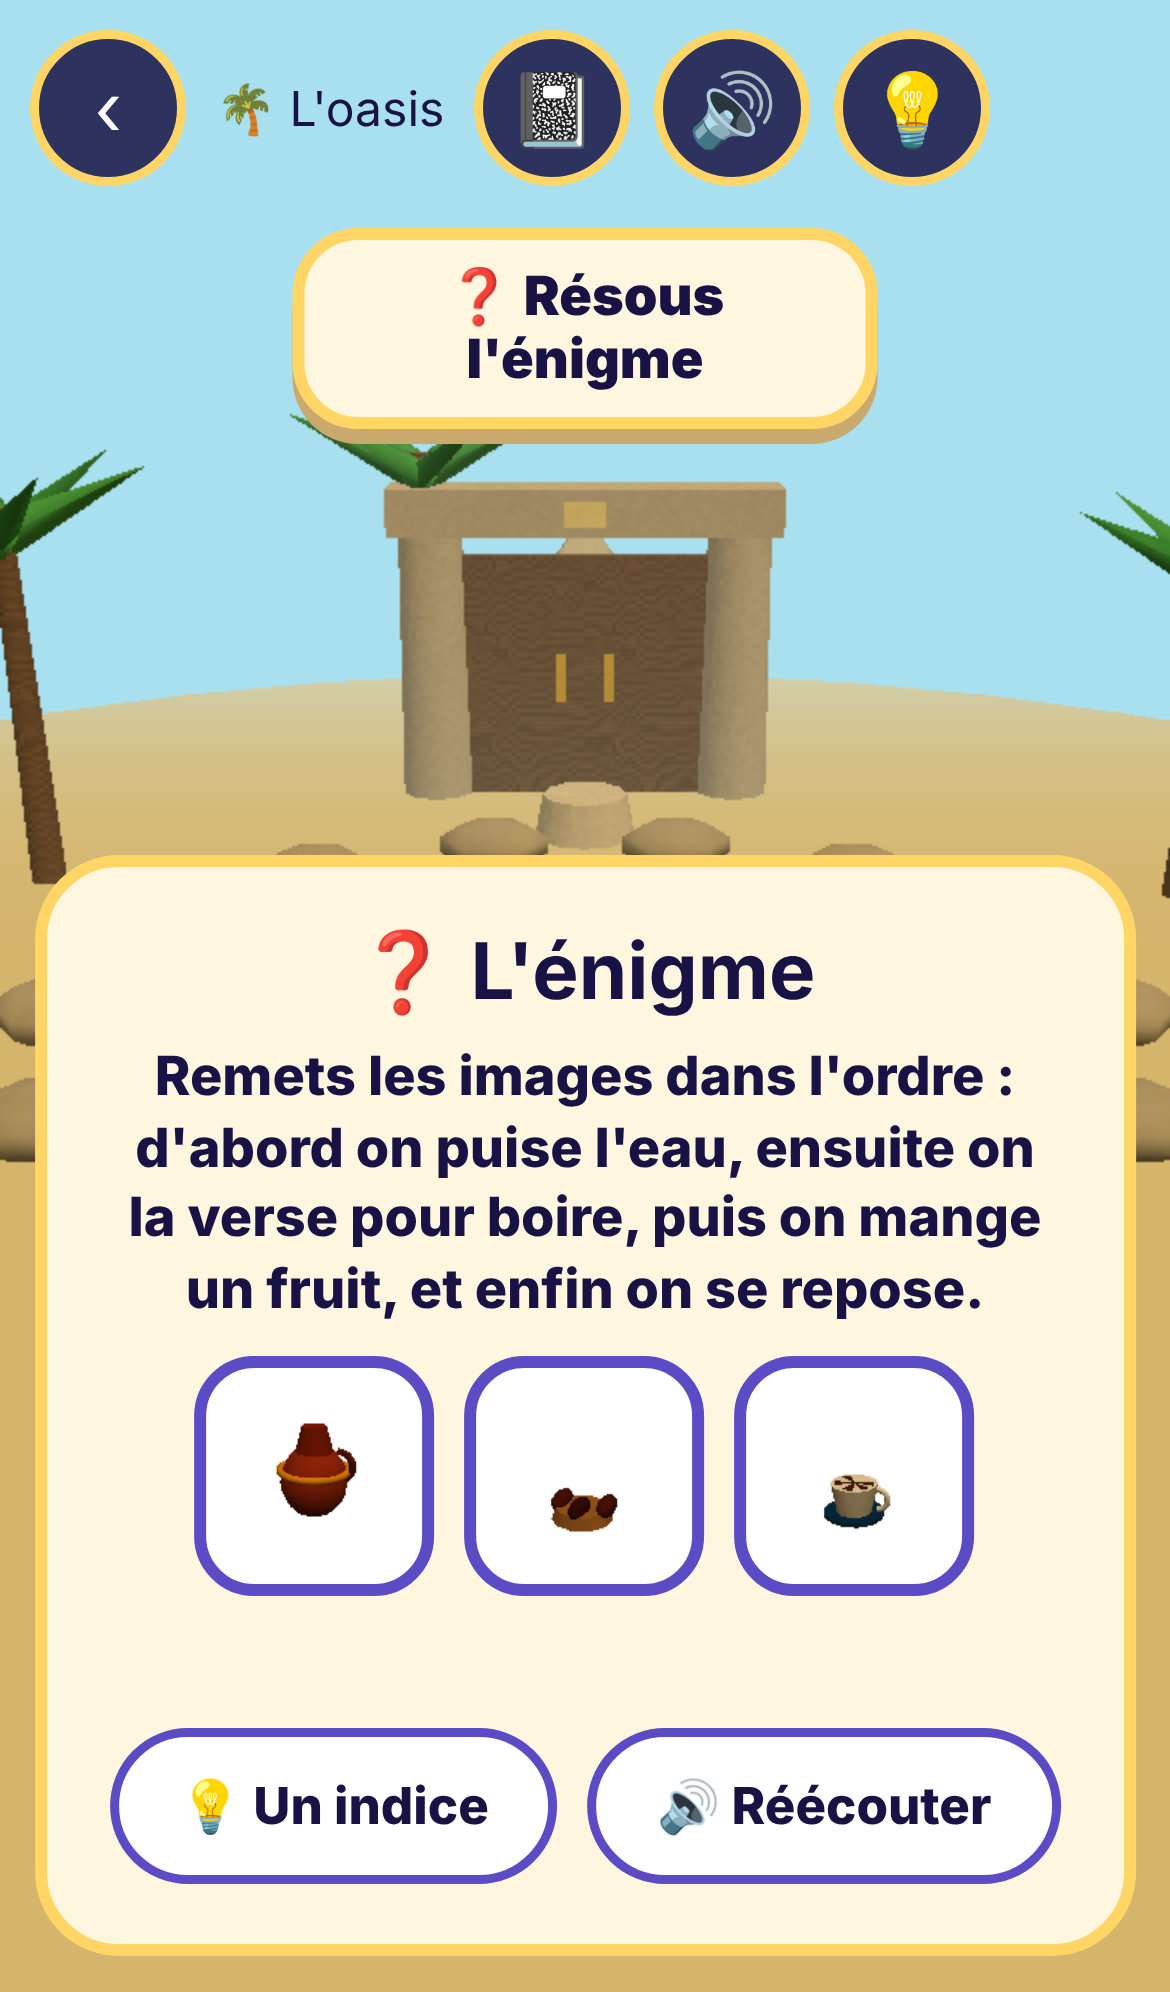 L'oasis
Résous
l'énigme
L'énigme
Remets les images dans l'ordre :
d'abord on puise l'eau, ensuite on
la verse pour boire, puis on mange
un fruit, et enfin on se repose.
Un indice
Réécouter